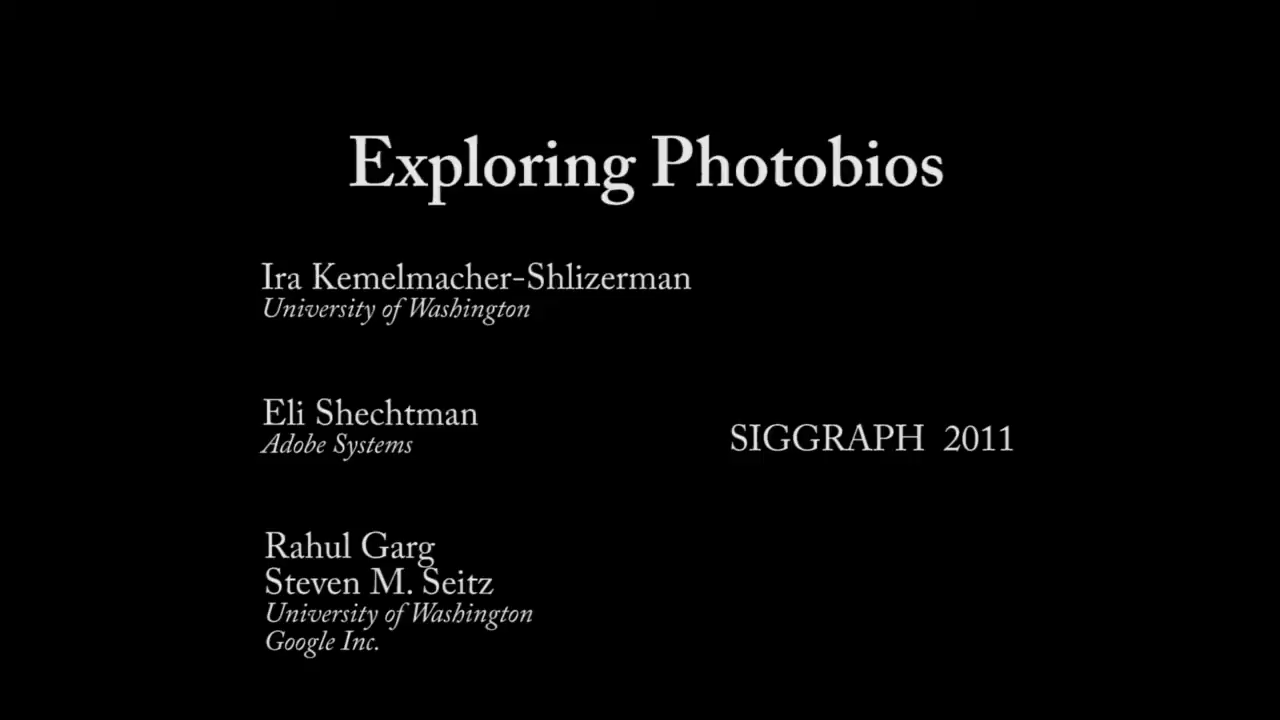 Exploring Photobios
Ira Kemelmacher-Shlizerman
University of Washington
Eli Shechtman
Adobe Systems
SIGGRAPH 2011
Rahul Garg
Steven M. Seitz
University of Washington
Google Inc.